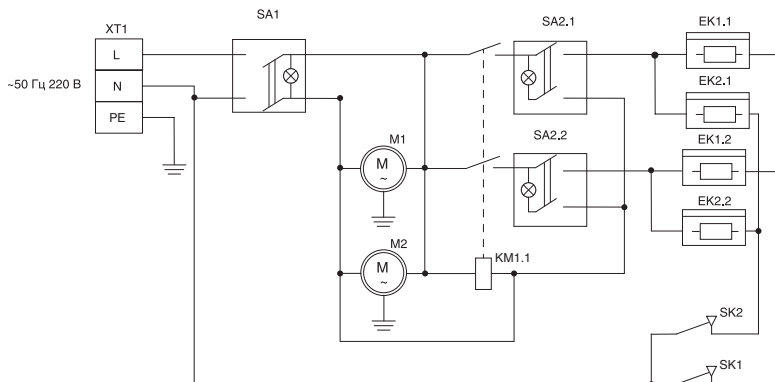 XT1
SA1
SA2.1
EK1.1
L
~50 Гц 220 В
N
EK2.1
PE
M1
SA2.2
EK1.2
M
~
EK2.2
M2
KM1.1
M
~
SK2
SK1